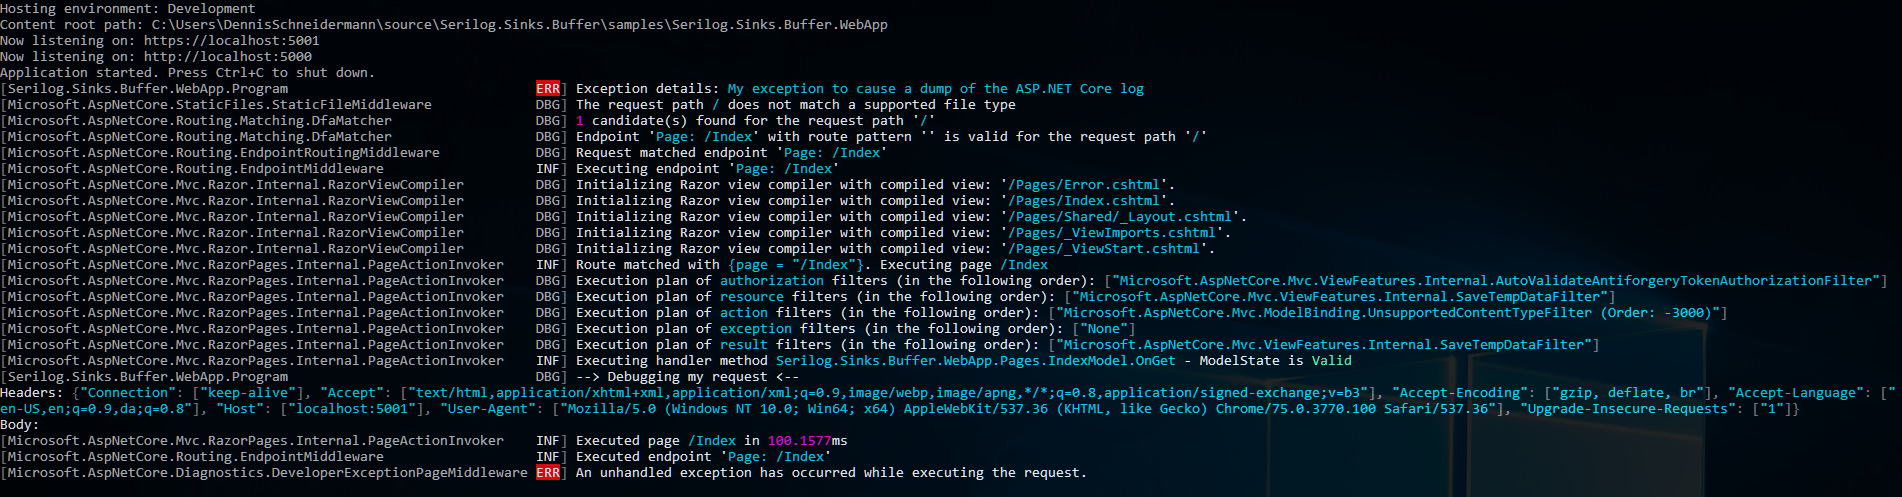 Hosting environment: Development
Content root path: C:\Users\DennisSchneidermann\source\Serilog.Sinks.Buffer\samples\Serilog.Sinks.Buffer.WebApp
Now listening on: https://localhost:5001
Now listening on: http://localhost:5000
Application started. Press Ctrl+C to shut down.
[Serilog.Sinks.Buffer.WebApp.Program ERR] Exception details: My exception to cause a dump of the ASP.NET Core log
[Microsoft.AspNetCore.StaticFiles.StaticFileMiddleware DBG] The request path / does not match a supported file type
[Microsoft.AspNetCore.Routing.Matching.DfaMatcher DBG] 1 candidate(s) found for the request path '/'
[Microsoft.AspNetCore.Routing.Matching.DfaMatcher DBG] Endpoint 'Page: /Index' with route pattern '' is valid for the request path '/'
[Microsoft.AspNetCore.Routing.EndpointRoutingMiddleware DBG] Request matched endpoint 'Page: /Index'
[Microsoft.AspNetCore.Routing.EndpointMiddleware INF] Executing endpoint 'Page: /Index'
[Microsoft.AspNetCore.Mvc.Razor.Internal.RazorViewCompiler DBG] Initializing Razor view compiler with compiled view: '/Pages/Error.cshtml'.
[Microsoft.AspNetCore.Mvc.Razor.Internal.RazorViewCompiler DBG] Initializing Razor view compiler with compiled view: '/Pages/Index.cshtml'.
[Microsoft.AspNetCore.Mvc.Razor.Internal.RazorViewCompiler DBG] Initializing Razor view compiler with compiled view: '/Pages/Shared/_Layout.cshtml'.
[Microsoft.AspNetCore.Mvc.Razor.Internal.RazorViewCompiler DBG] Initializing Razor view compiler with compiled view: '/Pages/_ViewImports.cshtml'.
[Microsoft.AspNetCore.Mvc.Razor.Internal.RazorViewCompiler DBG] Initializing Razor view compiler with compiled view: '/Pages/_ViewStart.cshtml'.
[Microsoft.AspNetCore.Mvc.RazorPages.Internal.PageActionInvoker INF] Route matched with {page = "/Index"}. Executing page /Index
[Microsoft.AspNetCore.Mvc.RazorPages.Internal.PageActionInvoker DBG] Execution plan of authorization filters (in the following order): ["Microsoft.AspNetCore.Mvc.ViewFeatures.Internal.AutoValidateAntiforgeryTokenAuthorizationFilter"]
[Microsoft.AspNetCore.Mvc.RazorPages.Internal.PageActionInvoker DBG] Execution plan of resource filters (in the following order): ["Microsoft.AspNetCore.Mvc.ViewFeatures.Internal.SaveTempDataFilter"]
[Microsoft.AspNetCore.Mvc.RazorPages.Internal.PageActionInvoker DBG] Execution plan of action filters (in the following order): ["Microsoft.AspNetCore.Mvc.ModelBinding.UnsupportedContentTypeFilter (Order: -3000)"]
[Microsoft.AspNetCore.Mvc.RazorPages.Internal.PageActionInvoker DBG] Execution plan of exception filters (in the following order): ["None"]
[Microsoft.AspNetCore.Mvc.RazorPages.Internal.PageActionInvoker DBG] Execution plan of result filters (in the following order): ["Microsoft.AspNetCore.Mvc.ViewFeatures.Internal.SaveTempDataFilter"]
[Microsoft.AspNetCore.Mvc.RazorPages.Internal.PageActionInvoker INF] Executing handler method Serilog.Sinks.Buffer.WebApp.Pages.IndexModel.OnGet - ModelState is Valid
[Serilog.Sinks.Buffer.WebApp.Program DBG] --> Debugging my request <--
Headers: {"Connection": ["keep-alive"], "Accept": ["text/html,application/xhtml+xml,application/xml;q=0.9,image/webp,image/apng,*/*;q=0.8,application/signed-exchange;v=b3"], "Accept-Encoding": ["gzip, deflate, br"], "Accept-Language": ["
en-US,en;q=0.9,da;q=0.8"], "Host": ["localhost:5001"], "User-Agent": ["Mozilla/5.0 (Windows NT 10.0; Win64; x64) AppleWebKit/537.36 (KHTML, like Gecko) Chrome/75.0.3770.100 Safari/537.36"], "Upgrade-Insecure-Requests": ["1"]}
Body:
[Microsoft.AspNetCore.Mvc.RazorPages.Internal.PageActionInvoker INF] Executed page /Index in 100.1577ms
[Microsoft.AspNetCore.Routing.EndpointMiddleware INF] Executed endpoint 'Page: /Index'
[Microsoft.AspNetCore.Diagnostics.DeveloperExceptionPageMiddleware ERR] An unhandled exception has occurred while executing the request.